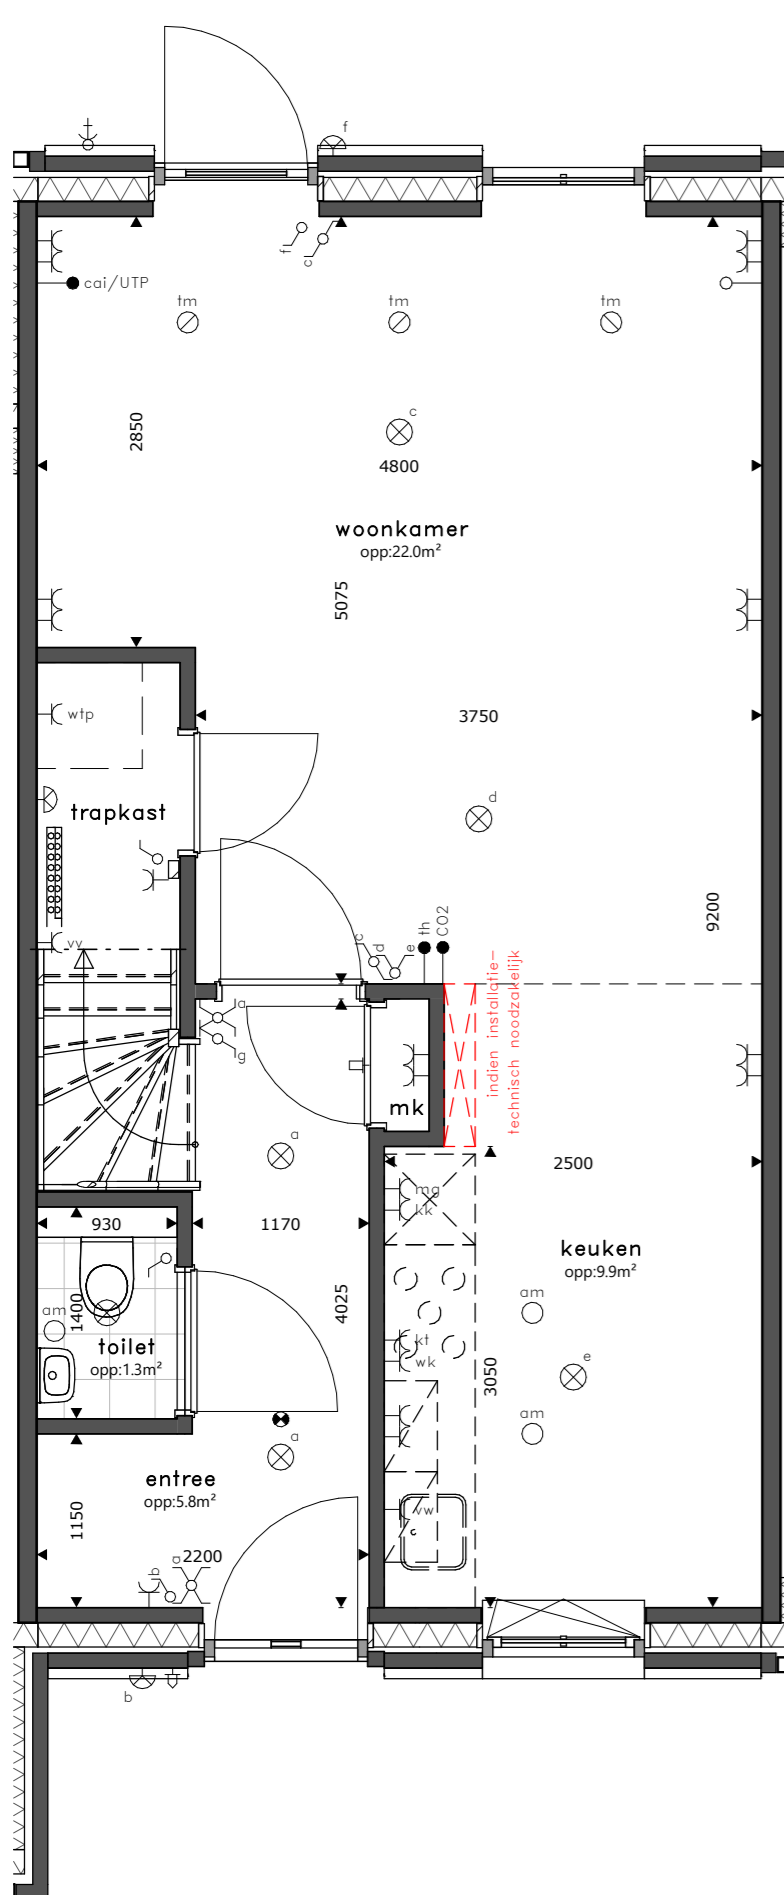 f
f
c
cai/UTP
tm
tm
tm
c
2850
4800
woonkamer
opp:22.0m²
5075
wtp
3750
d
trapkast
9200
vv
c
d
e
th
CO2
indien installatie-
technisch noodzakelijk
a
g
mk
a
2500
mg
kk
930
1170
keuken
opp:9.9m²
4025
am
1400
am
toilet
opp:1.3m²
kt
wk
3050
e
am
a
entree
opp:5.8m²
vw
c
1150
b
a
2200
b